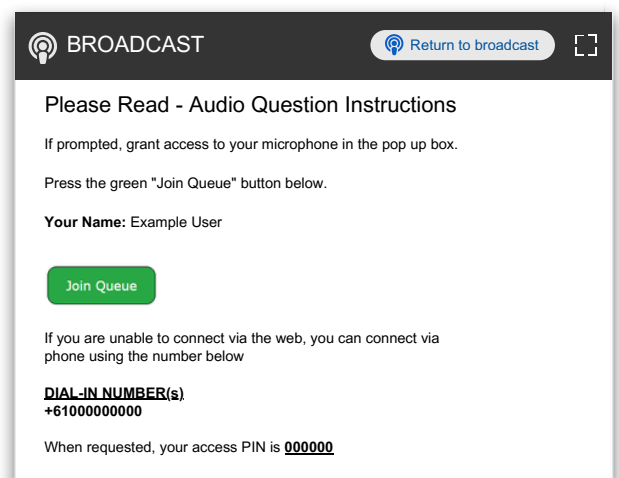 BROADCAST
Return to broadcast
Please Read - Audio Question Instructions
If prompted, grant access to your microphone in the pop up box.
Press the green "Join Queue" button below.
Your Name: Example User
Join Queue
If you are unable to connect via the web, you can connect via
phone using the number below
DIAL-IN NUMBER(s)
+61000000000
When requested, your access PIN is 000000